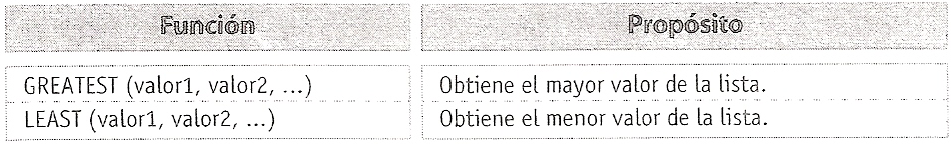 Función Propósito
GREATEST (valor1, valor2, ...) Obtiene el mayor valor de la lista.
LEAST (valor1, valor2, ...) Obtiene el menor valor de la lista.